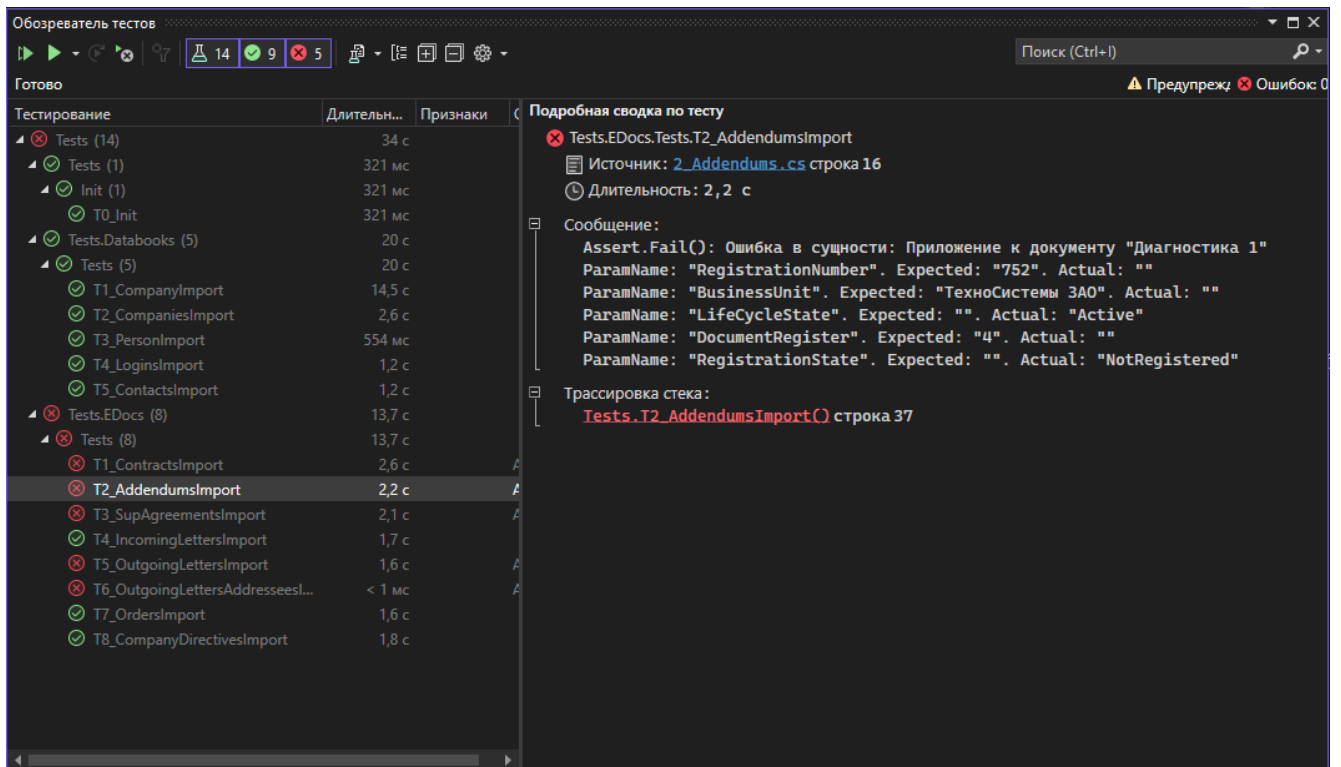 Обозреватель тестов
14 9 5 Поиск (Ctrl+I)
Готово Предупреж Ошибок: 0
Тестирование Длительн... Признаки
Tests (14) 34 с
Tests (1) 321 мс
Init (1) 321 мс
T0_Init 321 мс
Tests.Databooks (5) 20 с
Tests (5) 20 с
T1_CompanyImport 14,5 с
T2_CompaniesImport 2,6 с
T3_PersonImport 554 мс
T4_LoginsImport 1,2 с
T5_ContactsImport 1,2 с
Tests.EDocs (8) 13,7 с
Tests (8) 13,7 с
T1_ContractsImport 2,6 с
T2_AddendumsImport 2,2 с
T3_SupAgreementsImport 2,1 с
T4_IncomingLettersImport 1,7 с
T5_OutgoingLettersImport 1,6 с
T6_OutgoingLettersAddresseesI... < 1 мс
T7_OrdersImport 1,6 с
T8_CompanyDirectivesImport 1,8 с
Подробная сводка по тесту
Tests.EDocs.Tests.T2_AddendumsImport
Источник: 2_Addendums.cs строка 16
Длительность: 2,2 с
Сообщение:
Assert.Fail(): Ошибка в сущности: Приложение к документу "Диагностика 1"
ParamName: "RegistrationNumber". Expected: "752". Actual: ""
ParamName: "BusinessUnit". Expected: "ТехноСистемы ЗАО". Actual: ""
ParamName: "LifeCycleState". Expected: "". Actual: "Active"
ParamName: "DocumentRegister". Expected: "4". Actual: ""
ParamName: "RegistrationState". Expected: "". Actual: "NotRegistered"
Трассировка стека:
Tests.T2_AddendumsImport() строка 37